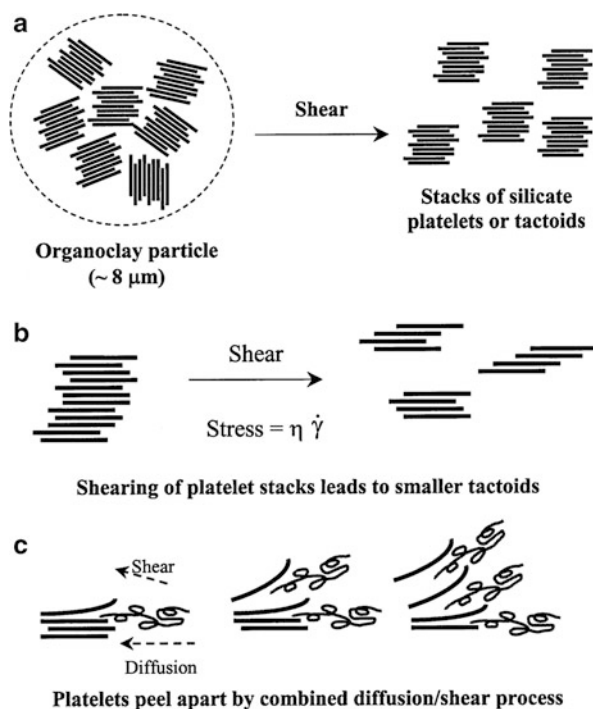 a
Shear
Organoclay particle
(~ 8 μm)
Stacks of silicate
platelets or tactoids
b
Shear
Stress = η γ̇
Shearing of platelet stacks leads to smaller tactoids
c
Shear
Diffusion
Platelets peel apart by combined diffusion/shear process